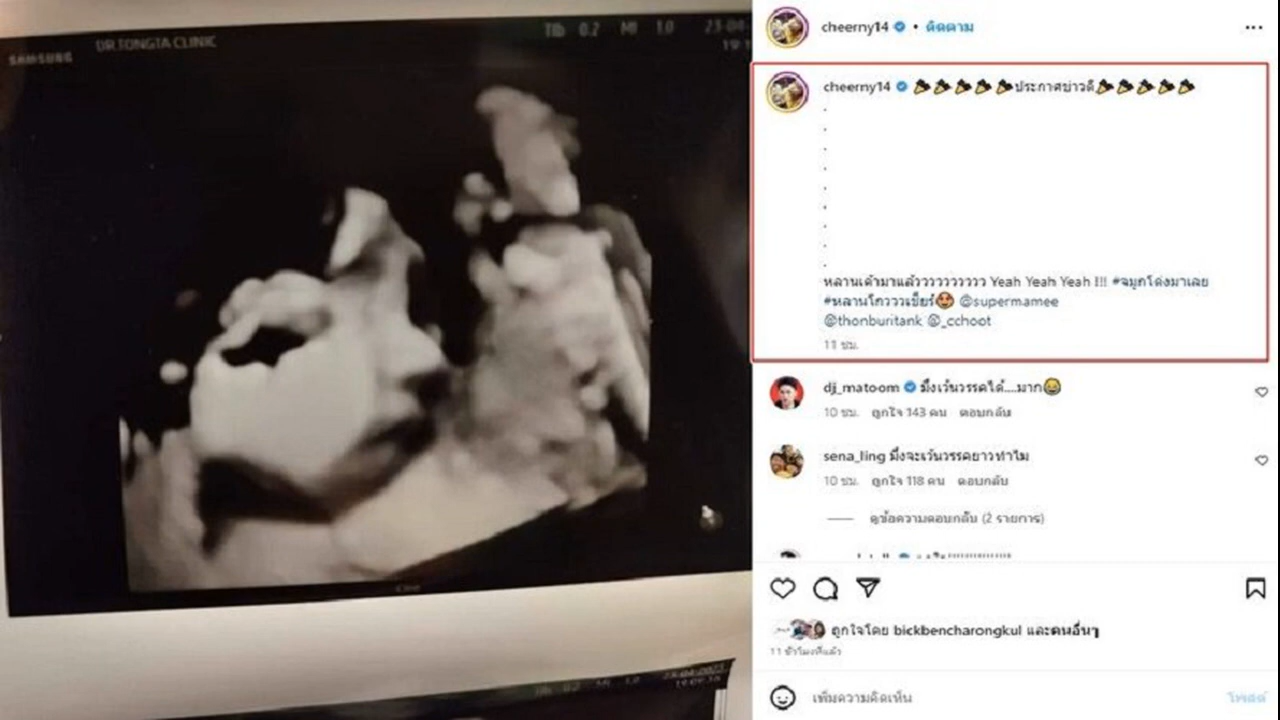 DR.TONGTA CLINIC
SAMSUNG
TIb 0.2 MI 1.0
cheerny14 • ติดตาม
cheerny14 🎉🎉🎉🎉🎉ประกาศข่าวดี🎉🎉🎉🎉🎉
.
.
.
.
.
.
.
.
.
หลานเค้ามาแล้วววววววววว Yeah Yeah Yeah !!! #จมูกโด่งมาเลย
#หลานโกวววเชียร์🥰 @supermamee
@thonburitank @_cchoot
11 ชม.
dj_matoom มึงเว้นวรรคได้....มาก😂
10 ชม. ถูกใจ 143 คน ตอบกลับ
sena_ling มึงจะเว้นวรรคยาวทำไม
10 ชม. ถูกใจ 118 คน ตอบกลับ
ดูข้อความตอบกลับ (2 รายการ)
ถูกใจโดย bickbencharongkul และคนอื่นๆ
11 ชั่วโมงที่แล้ว
เพิ่มความคิดเห็น
โพสต์